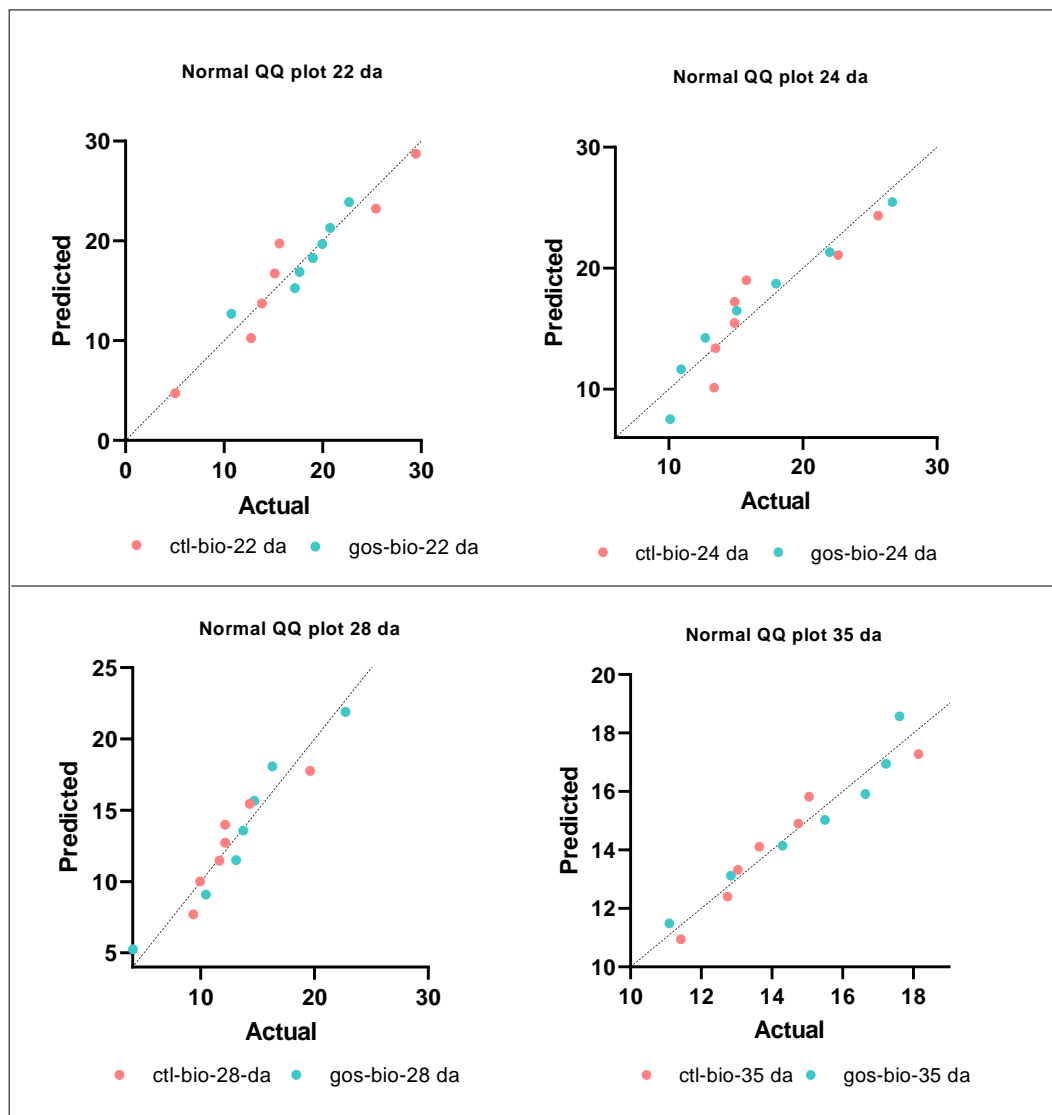 Normal QQ plot 22 da
30
20
10
0
Predicted
0 10 20 30
Actual
ctl-bio-22 da gos-bio-22 da
Normal QQ plot 24 da
30
20
10
Predicted
10 20 30
Actual
ctl-bio-24 da gos-bio-24 da
Normal QQ plot 28 da
25
20
15
10
5
Predicted
10 20 30
Actual
ctl-bio-28-da gos-bio-28 da
Normal QQ plot 35 da
20
18
16
14
12
10
Predicted
10 12 14 16 18
Actual
ctl-bio-35 da gos-bio-35 da